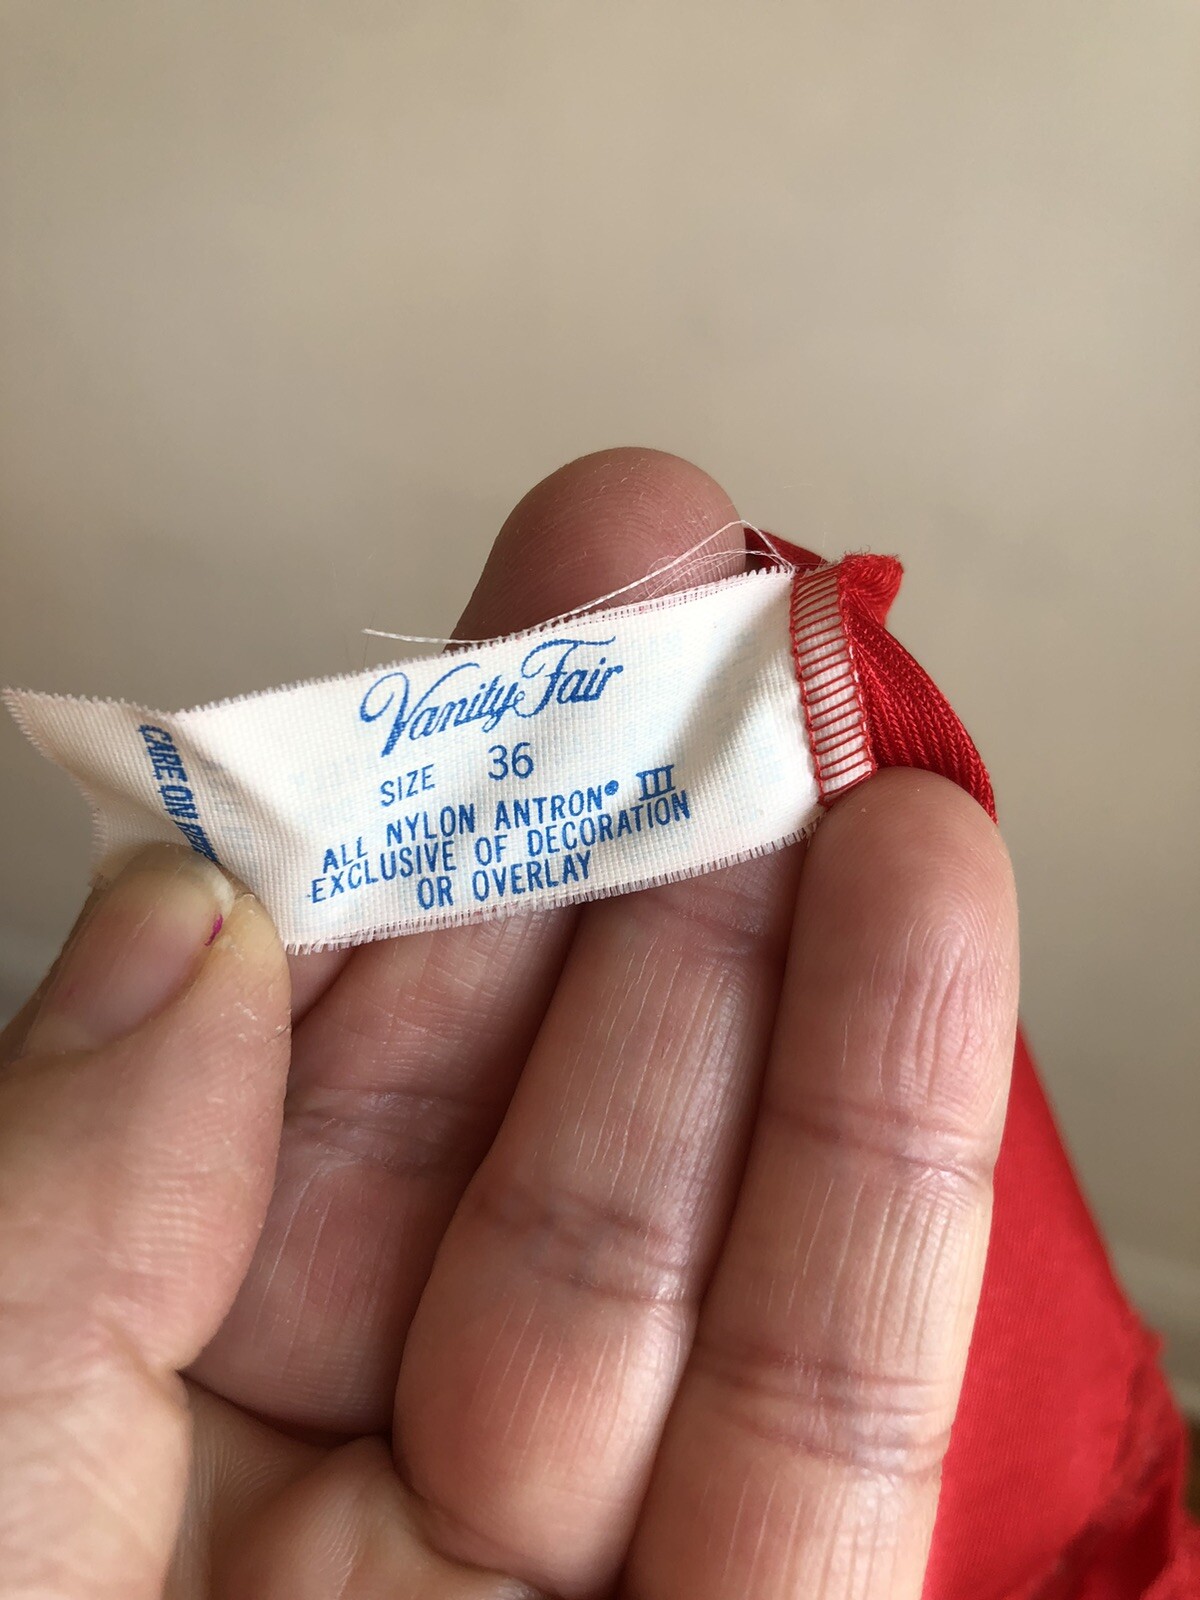 Vanity Fair
SIZE 36
ALL NYLON ANTRON® III
EXCLUSIVE OF DECORATION
OR OVERLAY
CARE ON